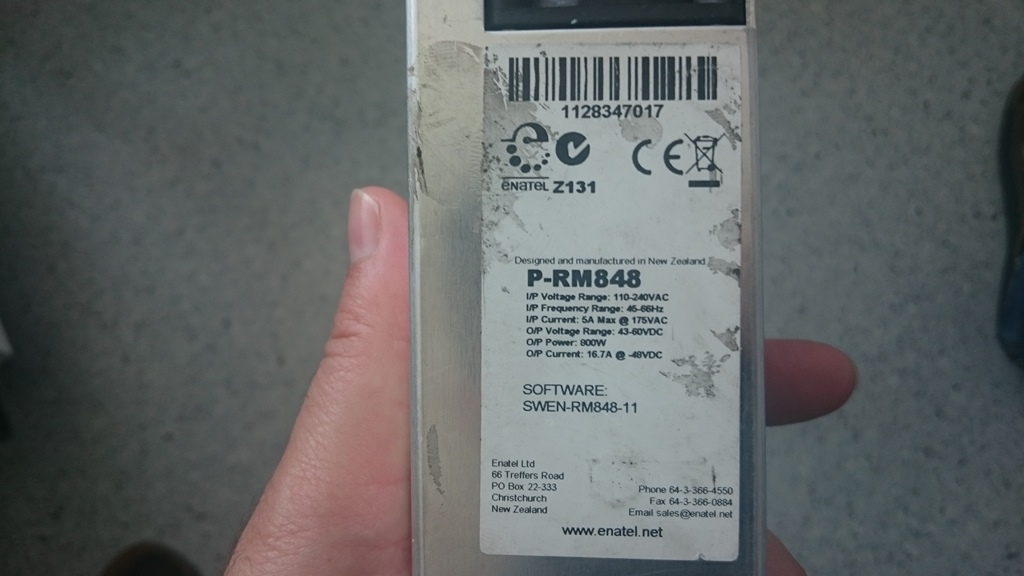 1128347017
enaTEL Z131
CE
Designed and manufactured in New Zealand
P-RM848
I/P Voltage Range: 110-240VAC
I/P Frequency Range: 45-66Hz
I/P Current: 5A Max @ 175VAC
O/P Voltage Range: 43-60VDC
O/P Power: 800W
O/P Current: 16.7A @ -48VDC
SOFTWARE:
SWEN-RM848-11
Enatel Ltd
66 Treffers Road
PO Box 22-333
Christchurch
New Zealand
Phone 64-3-366-4550
Fax 64-3-366-0884
Email sales@enatel.net
www.enatel.net